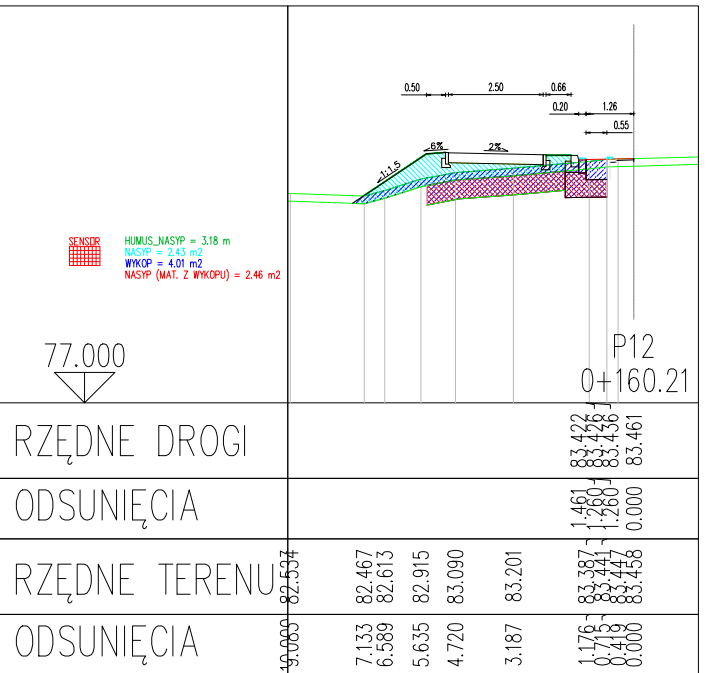 0.50 2.50 0.66
0.20 1.26
0.55
6% 2%
1:1.5
SENSOR
HUMUS_NASYP = 3.18 m
NASYP = 2.43 m2
WYKOP = 4.01 m2
NASYP (MAT. Z WYKOPU) = 2.46 m2
77.000
P12
0+160.21
RZĘDNE DROGI 83.422 83.426 83.436 83.461
ODSUNIĘCIA 1.461 1.260 1.260 0.000
RZĘDNE TERENU 82.534 82.467 82.613 82.915 83.090 83.201 83.387 83.441 83.447 83.458
ODSUNIĘCIA 7.133 6.589 5.635 4.720 3.187 1.176 0.715 0.419 0.000